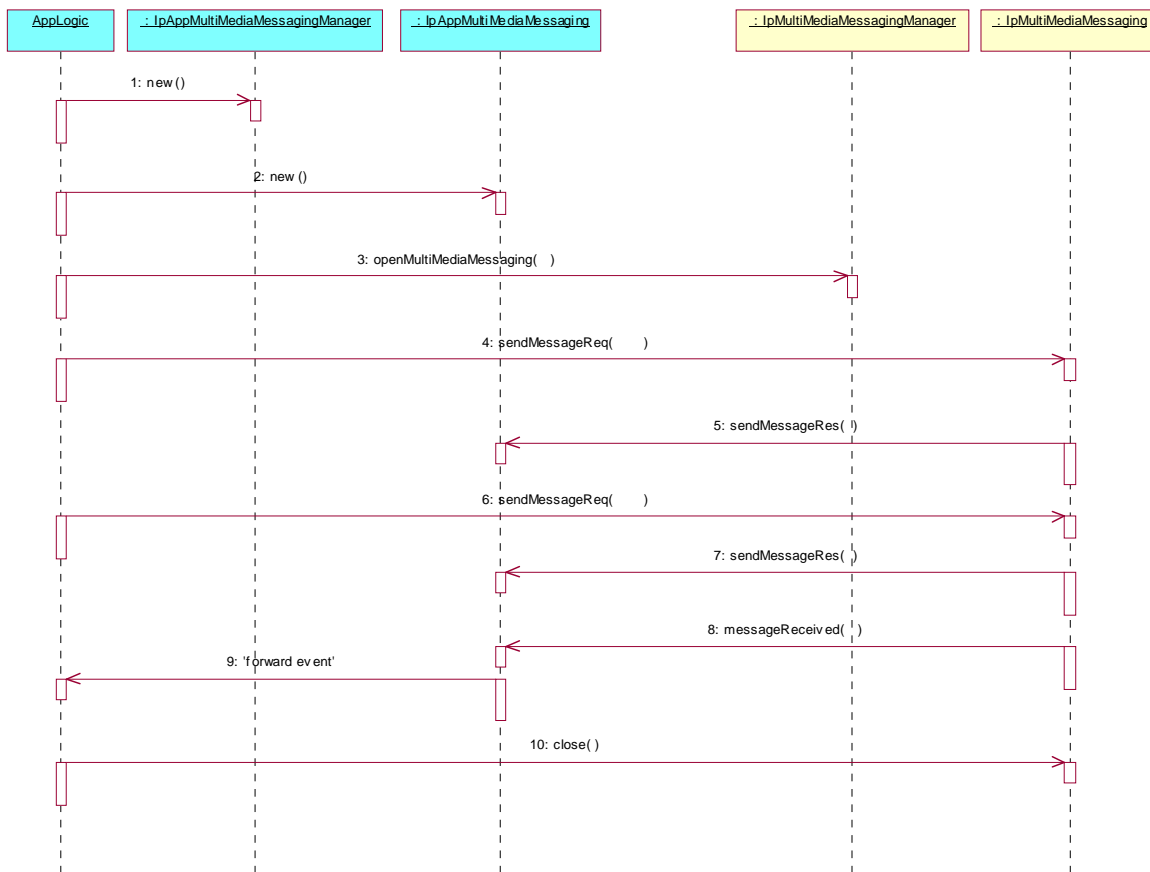 AppLogic
: IpAppMultiMediaMessagingManager
: IpAppMultiMediaMessaging
: IpMultiMediaMessagingManager
: IpMultiMediaMessaging
1: new()
2: new()
3: openMultiMediaMessaging( )
4: sendMessageReq( )
5: sendMessageRes( )
6: sendMessageReq( )
7: sendMessageRes( )
8: messageReceived( )
9: 'forward event'
10: close()